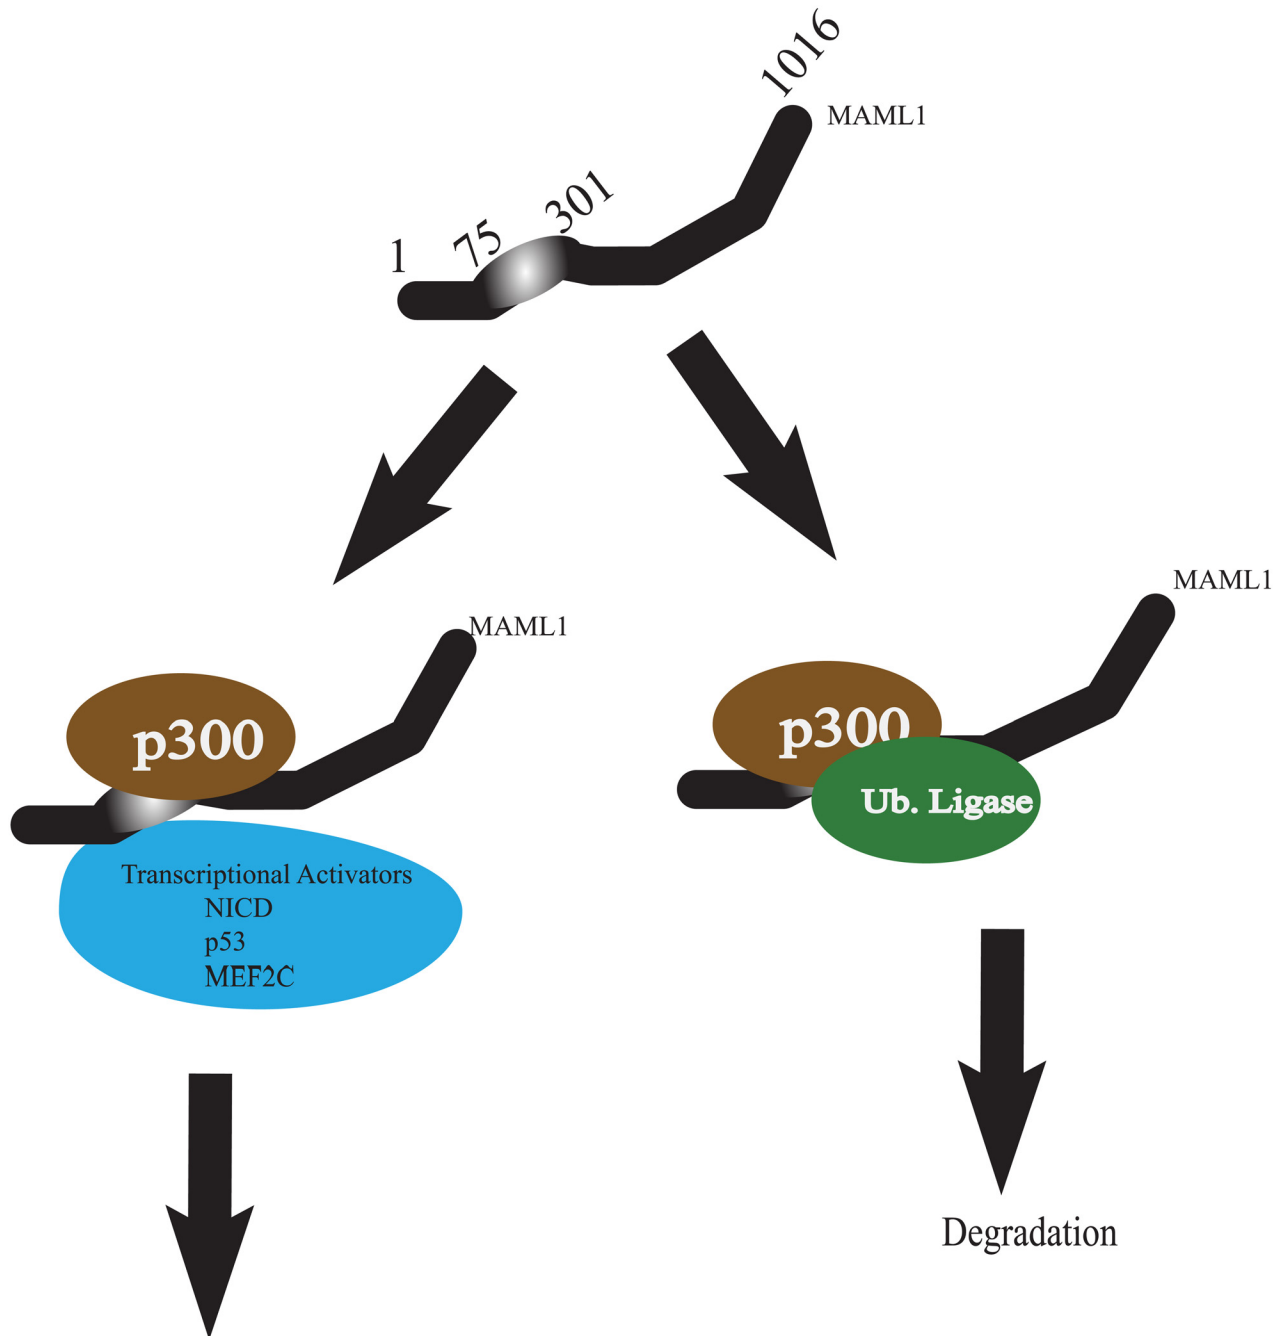 1016
MAML1
301
75
1
MAML1
MAML1
p300
p300
Ub. Ligase
Transcriptional Activators
NICD
p53
MEF2C
Degradation